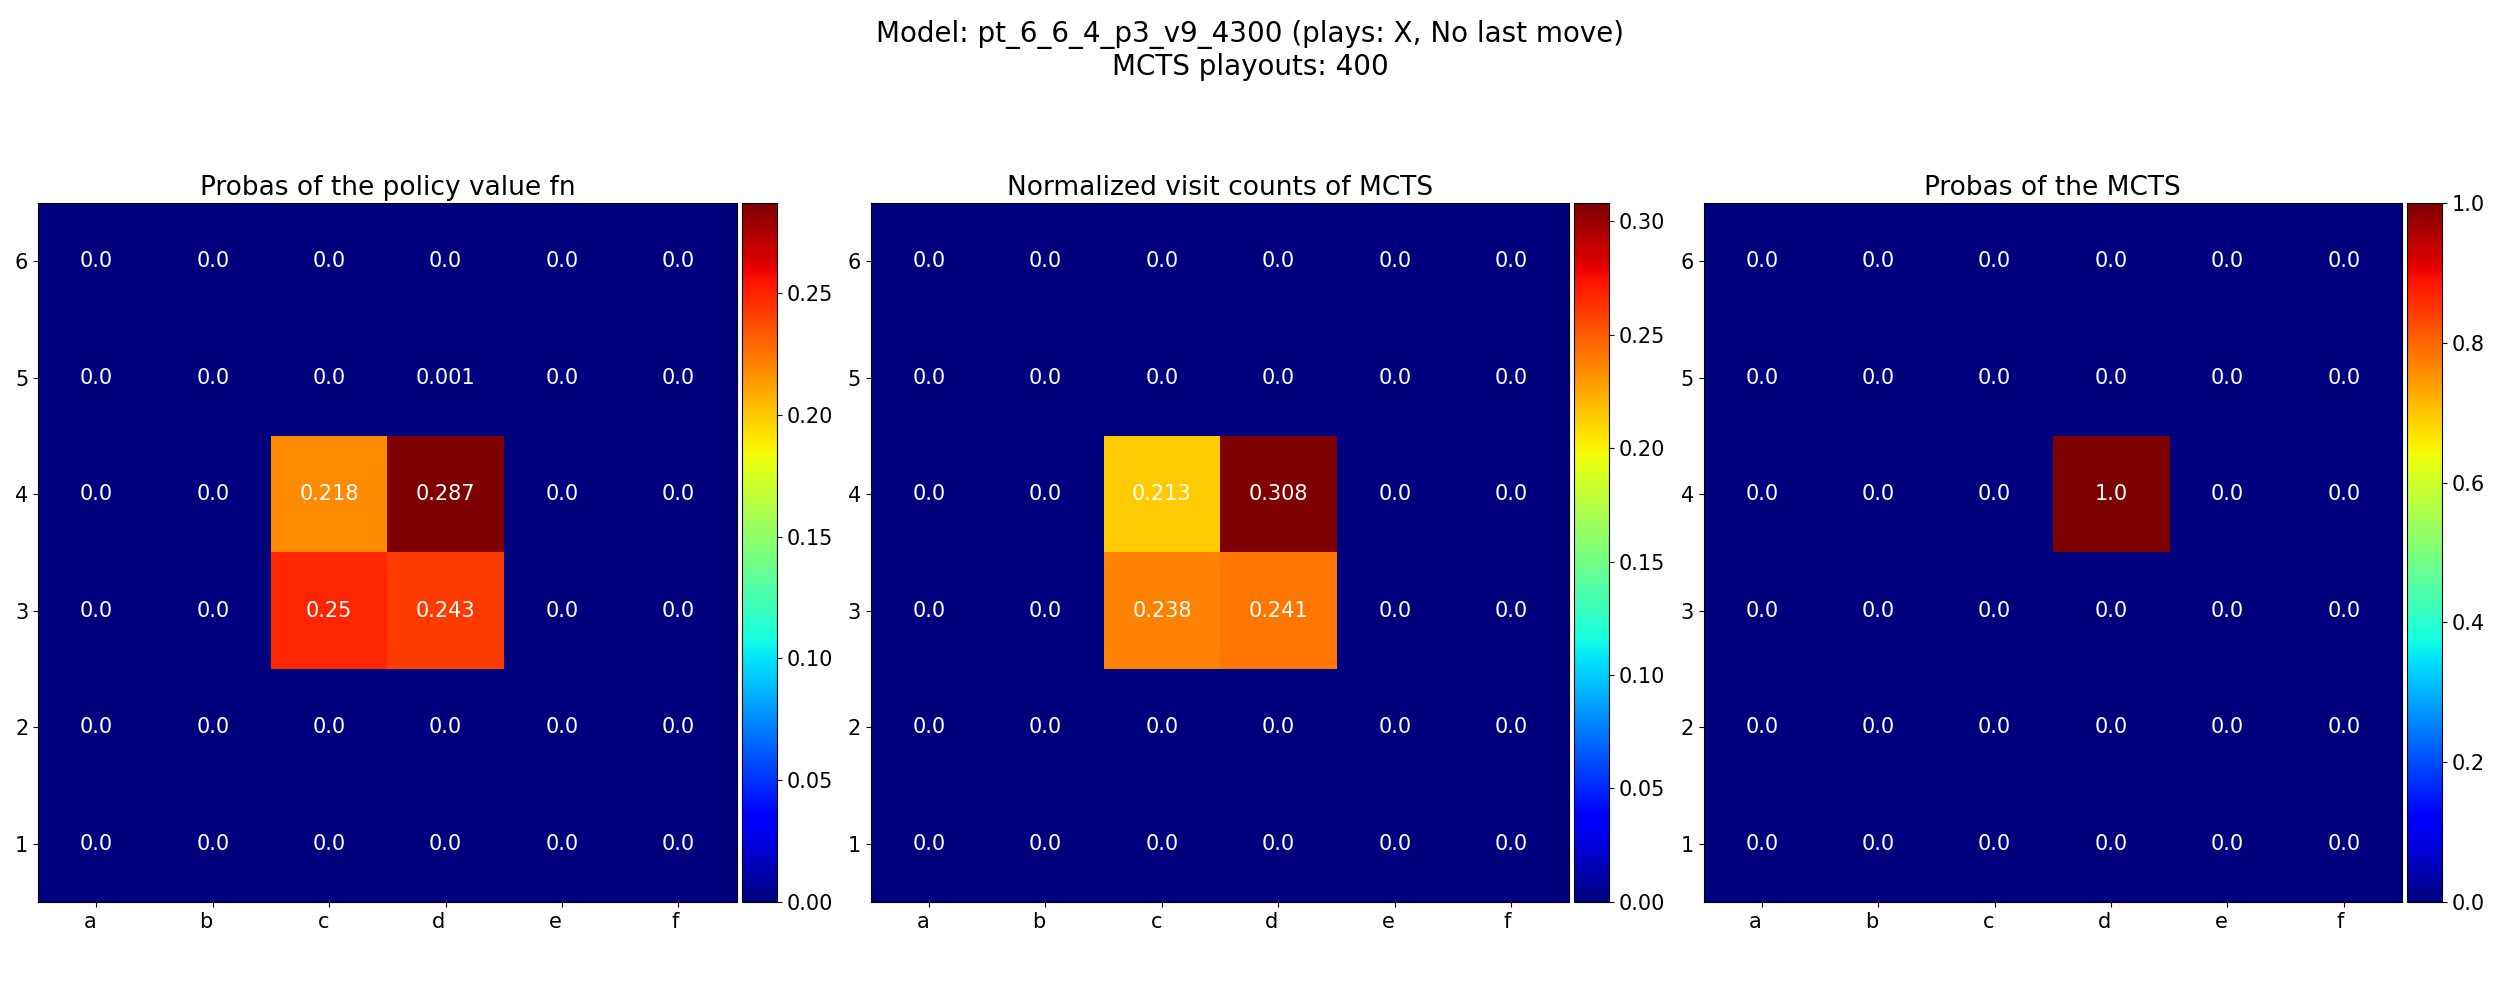 Model: pt_6_6_4_p3_v9_4300 (plays: X, No last move)
MCTS playouts: 400
Probas of the policy value fn
6 0.0 0.0 0.0 0.0 0.0 0.0
5 0.0 0.0 0.0 0.001 0.0 0.0
4 0.0 0.0 0.218 0.287 0.0 0.0
3 0.0 0.0 0.25 0.243 0.0 0.0
2 0.0 0.0 0.0 0.0 0.0 0.0
1 0.0 0.0 0.0 0.0 0.0 0.0
a b c d e f
0.25
0.20
0.15
0.10
0.05
0.00
Normalized visit counts of MCTS
6 0.0 0.0 0.0 0.0 0.0 0.0
5 0.0 0.0 0.0 0.0 0.0 0.0
4 0.0 0.0 0.213 0.308 0.0 0.0
3 0.0 0.0 0.238 0.241 0.0 0.0
2 0.0 0.0 0.0 0.0 0.0 0.0
1 0.0 0.0 0.0 0.0 0.0 0.0
a b c d e f
0.30
0.25
0.20
0.15
0.10
0.05
0.00
Probas of the MCTS
6 0.0 0.0 0.0 0.0 0.0 0.0
5 0.0 0.0 0.0 0.0 0.0 0.0
4 0.0 0.0 0.0 1.0 0.0 0.0
3 0.0 0.0 0.0 0.0 0.0 0.0
2 0.0 0.0 0.0 0.0 0.0 0.0
1 0.0 0.0 0.0 0.0 0.0 0.0
a b c d e f
1.0
0.8
0.6
0.4
0.2
0.0